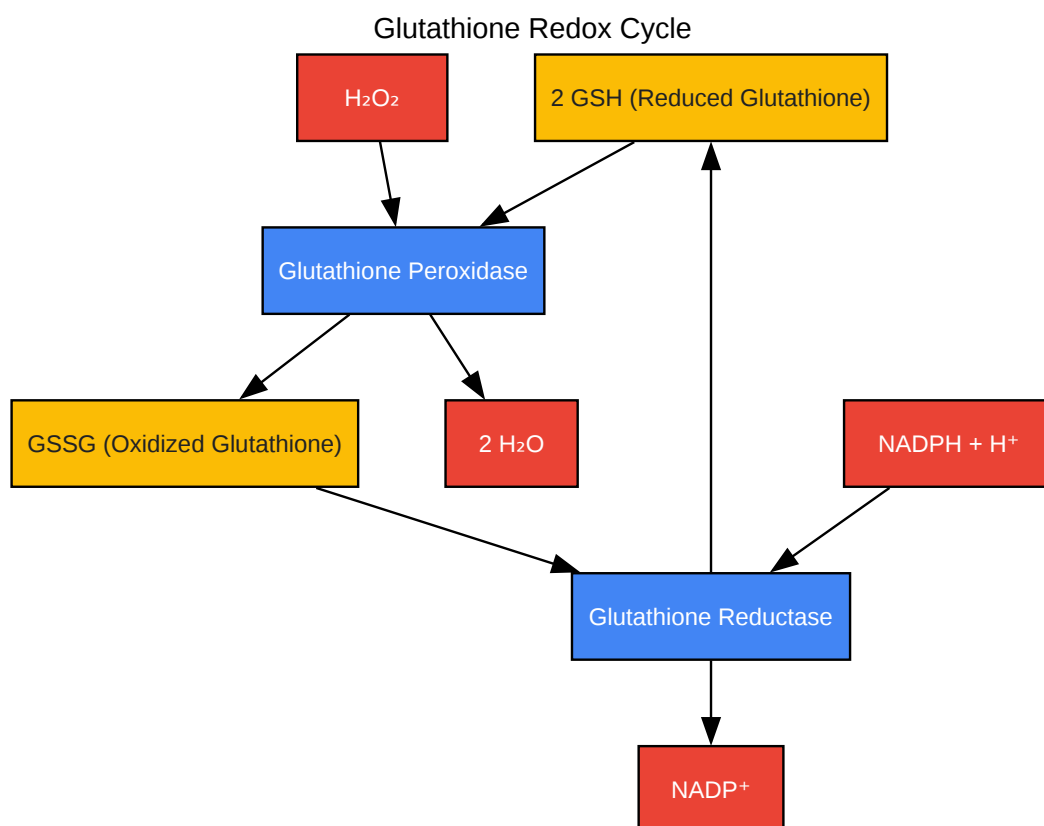 Glutathione Redox Cycle
H₂O₂
2 GSH (Reduced Glutathione)
Glutathione Peroxidase
GSSG (Oxidized Glutathione)
2 H₂O
NADPH + H⁺
Glutathione Reductase
NADP⁺